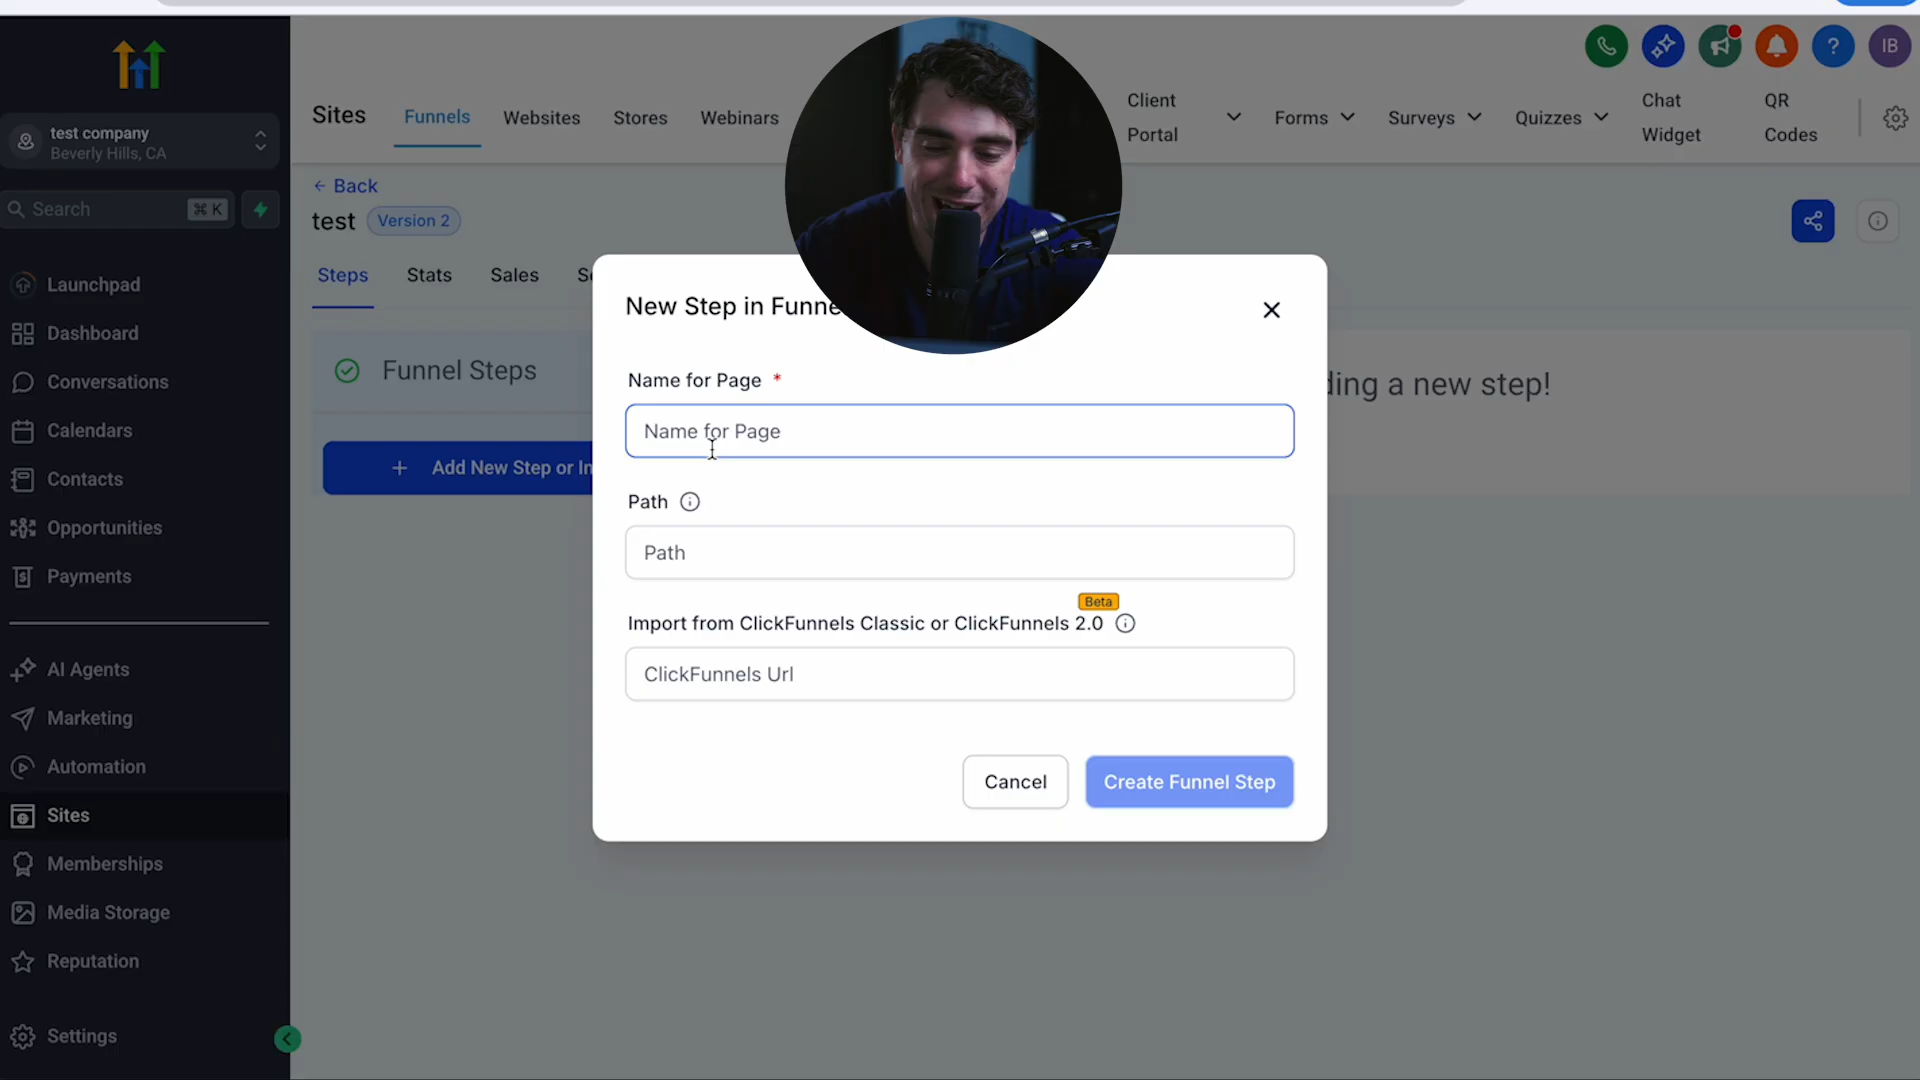 test company
Beverly Hills, CA
Search
⌘ K
Launchpad
Dashboard
Conversations
Calendars
Contacts
Opportunities
Payments
AI Agents
Marketing
Automation
Sites
Memberships
Media Storage
Reputation
Settings
IB
Sites
Funnels
Websites
Stores
Webinars
Client Portal
Forms
Surveys
Quizzes
Chat Widget
QR Codes
← Back
test
Version 2
Steps
Stats
Sales
Funnel Steps
+ Add New Step or
a new step!
New Step in
Name for Page *
Name for Page
Path
Path
Beta
Import from ClickFunnels Classic or ClickFunnels 2.0
ClickFunnels Url
Cancel
Create Funnel Step